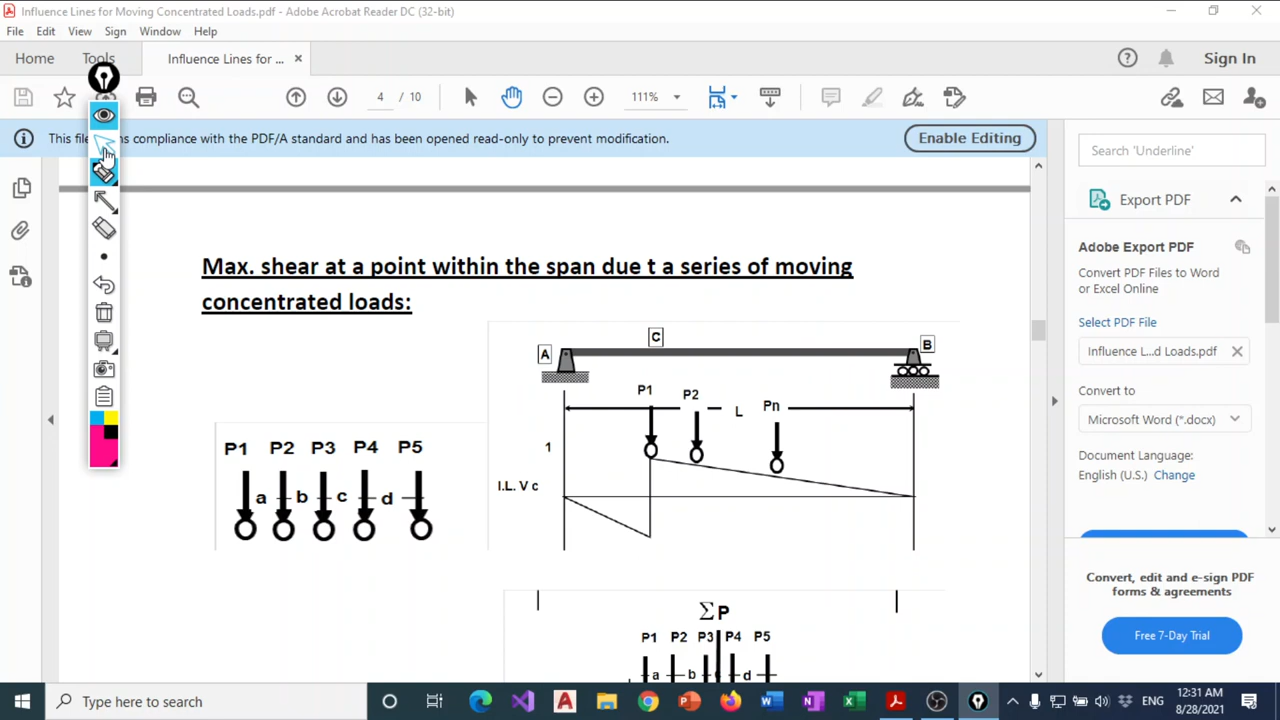 Influence Lines for Moving Concentrated Loads.pdf - Adobe Acrobat Reader DC (32-bit)
File Edit View Sign Window Help
Home Tools Influence Lines for ... Sign In
4 / 10 111%
This file compliance with the PDF/A standard and has been opened read-only to prevent modification. Enable Editing
Search 'Underline'
Export PDF
Adobe Export PDF
Convert PDF Files to Word
or Excel Online
Select PDF File
Influence L...d Loads.pdf
Convert to
Microsoft Word (*.docx)
Document Language:
English (U.S.) Change
Convert, edit and e-sign PDF
forms & agreements
Free 7-Day Trial
Max. shear at a point within the span due t a series of moving
concentrated loads:
A C B
P1 P2 Pn
L
1
I.L. V c
P1 P2 P3 P4 P5
a b c d
ΣP
P1 P2 P3 P4 P5
a b d
Type here to search
ENG
12:31 AM
8/28/2021